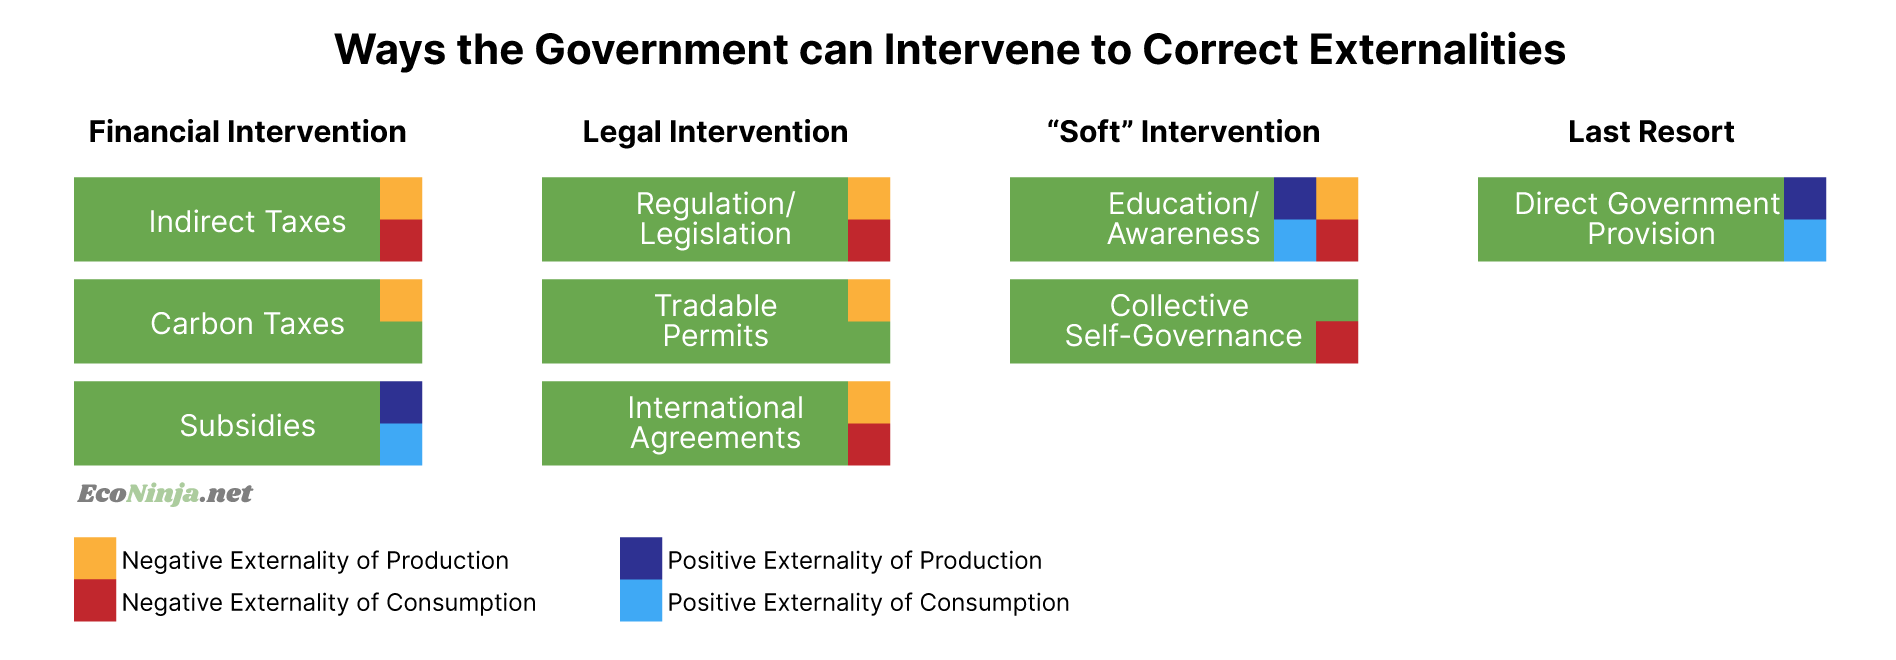 Ways the Government can Intervene to Correct Externalities
Financial Intervention
Indirect Taxes
Carbon Taxes
Subsidies
Legal Intervention
Regulation/
Legislation
Tradable
Permits
International
Agreements
“Soft” Intervention
Education/
Awareness
Collective
Self-Governance
Last Resort
Direct Government
Provision
EcoNinja.net
Negative Externality of Production
Negative Externality of Consumption
Positive Externality of Production
Positive Externality of Consumption